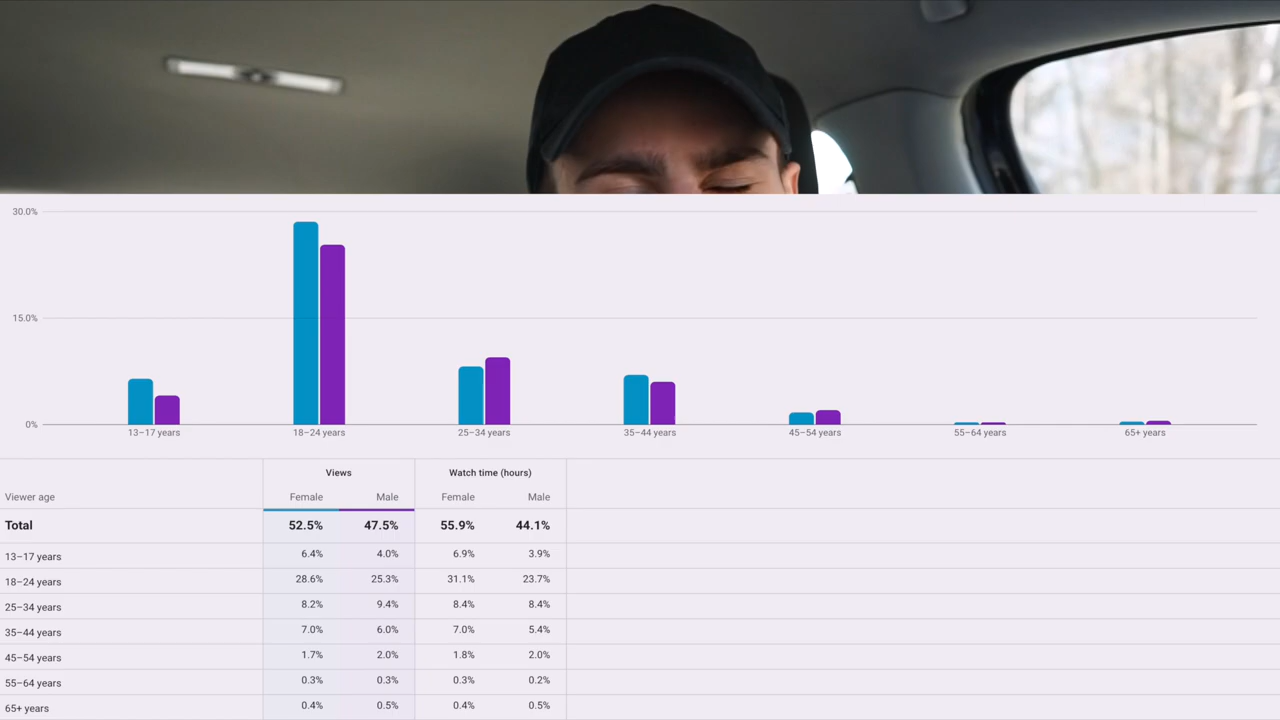 30.0%
15.0%
0%
13–17 years 18–24 years 25–34 years 35–44 years 45–54 years 55–64 years 65+ years
Views Watch time (hours)
Viewer age Female Male Female Male
Total 52.5% 47.5% 55.9% 44.1%
13–17 years 6.4% 4.0% 6.9% 3.9%
18–24 years 28.6% 25.3% 31.1% 23.7%
25–34 years 8.2% 9.4% 8.4% 8.4%
35–44 years 7.0% 6.0% 7.0% 5.4%
45–54 years 1.7% 2.0% 1.8% 2.0%
55–64 years 0.3% 0.3% 0.3% 0.2%
65+ years 0.4% 0.5% 0.4% 0.5%